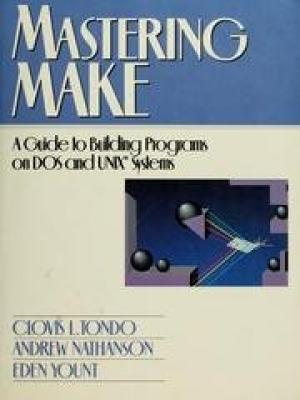 MASTERING
MAKE
A Guide to Building Programs
on DOS and UNIX® Systems
CLOVIS L. TONDO
ANDREW NATHANSON
EDEN YOUNT